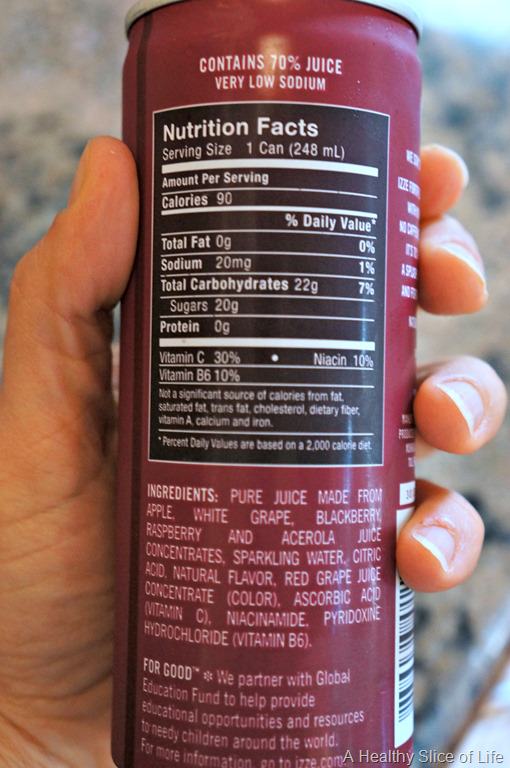 CONTAINS 70% JUICE
VERY LOW SODIUM
Nutrition Facts
Serving Size 1 Can (248 mL)
Amount Per Serving
Calories 90
% Daily Value*
Total Fat 0g 0%
Sodium 20mg 1%
Total Carbohydrates 22g 7%
Sugars 20g
Protein 0g
Vitamin C 30% • Niacin 10%
Vitamin B6 10%
Not a significant source of calories from fat,
saturated fat, trans fat, cholesterol, dietary fiber,
vitamin A, calcium and iron.
*Percent Daily Values are based on a 2,000 calorie diet.
INGREDIENTS: PURE JUICE MADE FROM
APPLE, WHITE GRAPE, BLACKBERRY,
RASPBERRY AND ACEROLA JUICE
CONCENTRATES, SPARKLING WATER, CITRIC
ACID, NATURAL FLAVOR, RED GRAPE JUICE
CONCENTRATE (COLOR), ASCORBIC ACID
(VITAMIN C), NIACINAMIDE, PYRIDOXINE
HYDROCHLORIDE (VITAMIN B6).
FOR GOOD™ * We partner with Global
Education Fund to help provide
educational opportunities and resources
to needy children around the world.
For more information, go to izze.com
IZZE
A Healthy Slice of Life